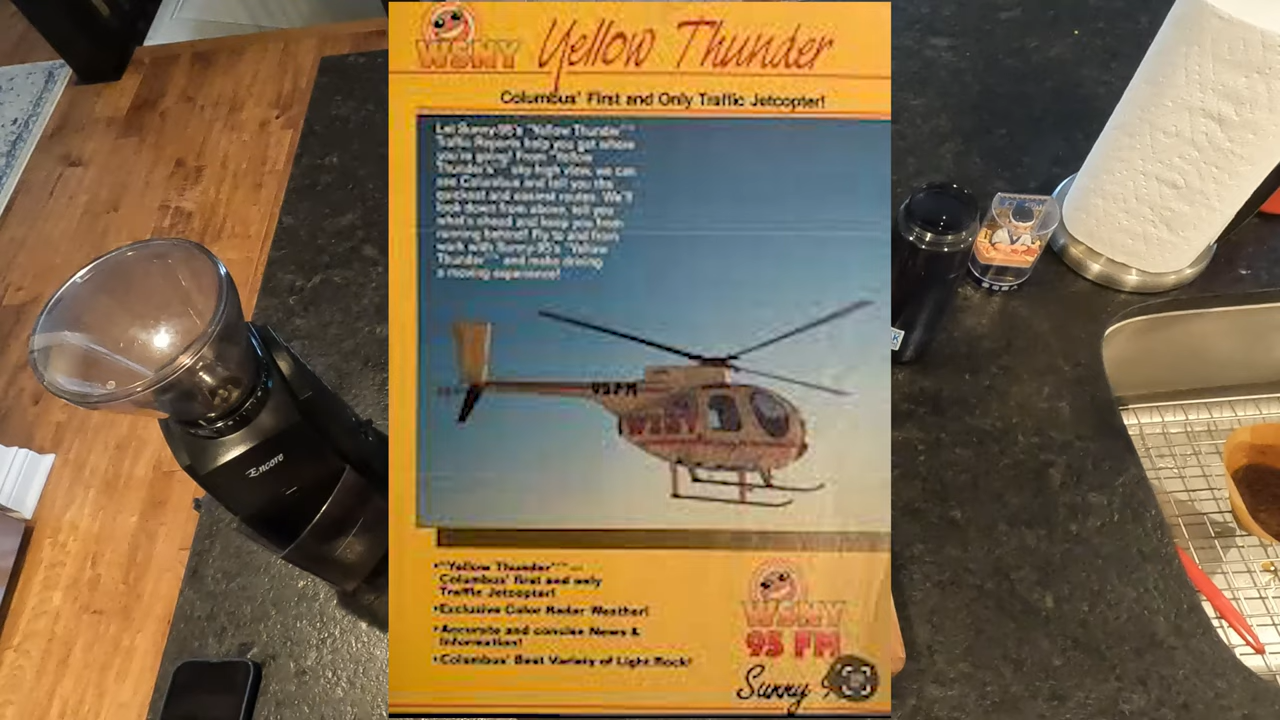 WSNY Yellow Thunder
Columbus' First and Only Traffic Jetcopter!
Let Sunny-95's "Yellow Thunder"™
Traffic Reports help you get where
you're going! From "Yellow
Thunder's"™ sky high view, we can
see Columbus and tell you the
quickest and easiest routes. We'll
look down from above, tell you
what's ahead and keep you from
running behind! Fly to and from
work with Sunny-95's "Yellow
Thunder"™ and make driving
a moving experience!
95 FM
WSNY
Encore
•"Yellow Thunder"™—
Columbus' first and only
Traffic Jetcopter!
•Exclusive Color Radar Weather!
•Accurate and concise News &
Information!
•Columbus' Best Variety of Light Rock!
WSNY
95 FM
Sunny 9